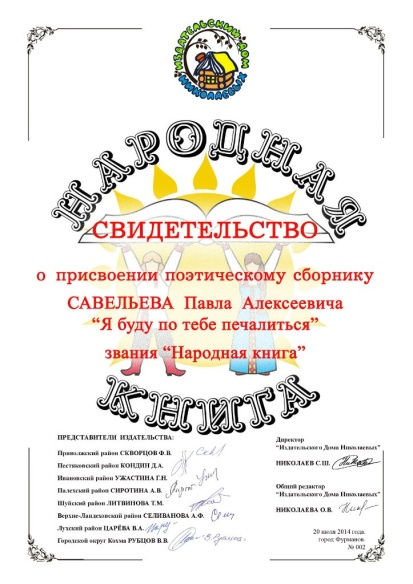 ИЗДАТЕЛЬСКИЙ ДОМ
НИКОЛАЕВЫХ
НАРОДНАЯ
СВИДЕТЕЛЬСТВО
о присвоении поэтическому сборнику
САВЕЛЬЕВА Павла Алексеевича
“Я буду по тебе печалиться”
звания “Народная книга”
КНИГА
ПРЕДСТАВИТЕЛИ ИЗДАТЕЛЬСТВА:
Приволжский район СКВОРЦОВ Ф.В.
Пестяковский район КОНДИН Д.А.
Ивановский район УЖАСТИНА Г.Н.
Палехский район СИРОТИНА А.В.
Шуйский район ЛИТВИНОВА Т.М.
Верхне-Ландеховский район СЕЛИВАНОВА А.Ф.
Лухский район ЦАРЁВА В.А.
Городской округ Кохма РУБЦОВ В.В.
Директор
“Издательского Дома Николаевых”
НИКОЛАЕВ С.Ш.
Общий редактор
“Издательского Дома Николаевых”
НИКОЛАЕВА О.В.
20 июля 2014 года.
город Фурманов.
№ 002